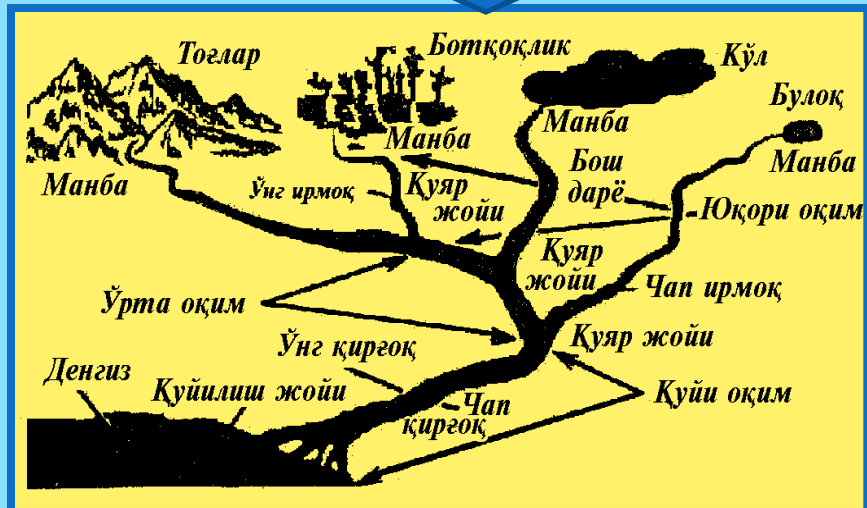 Тоғлар
Ботқоқлик
Кўл
Булоқ
Манба
Манба
Манба
Манба
Ўнг ирмоқ
Қуяр
жойи
Бош
дарё
Юқори оқим
Қуяр
жойи
Чап ирмоқ
Ўрта оқим
Ўнг қирғоқ
Қуяр жойи
Денгиз
Қуйилиш жойи
Чап
қирғоқ
Қуйи оқим